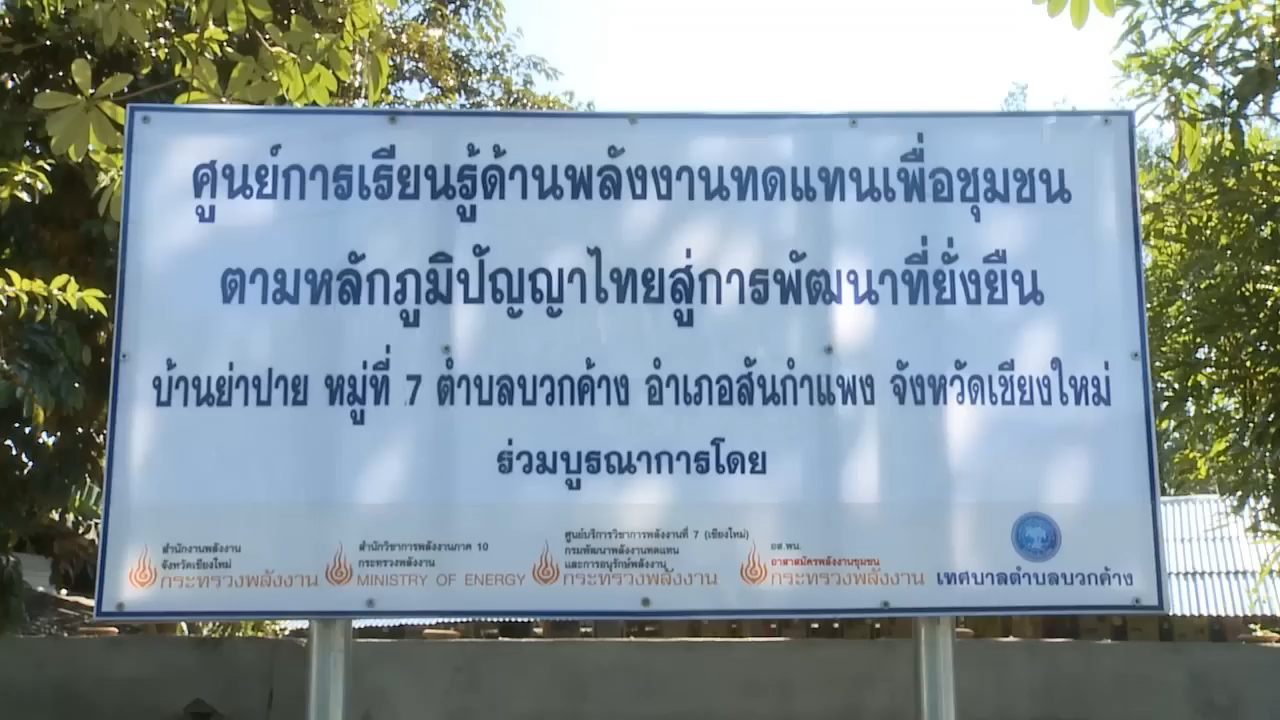 ศูนย์การเรียนรู้ด้านพลังงานทดแทนเพื่อชุมชน
ตามหลักภูมิปัญญาไทยสู่การพัฒนาที่ยั่งยืน
บ้านย่าปาย หมู่ที่ 7 ตำบลบวกค้าง อำเภอสันกำแพง จังหวัดเชียงใหม่
ร่วมบูรณาการโดย
สำนักงานพลังงาน
จังหวัดเชียงใหม่
กระทรวงพลังงาน
สำนักวิชาการพลังงานภาค 10
กระทรวงพลังงาน
MINISTRY OF ENERGY
ศูนย์บริการวิชาการพลังงานที่ 7 (เชียงใหม่)
กรมพัฒนาพลังงานทดแทน
และการอนุรักษ์พลังงาน
กระทรวงพลังงาน
อส.พน.
อาสาสมัครพลังงานชุมชน
กระทรวงพลังงาน
เทศบาลตำบลบวกค้าง